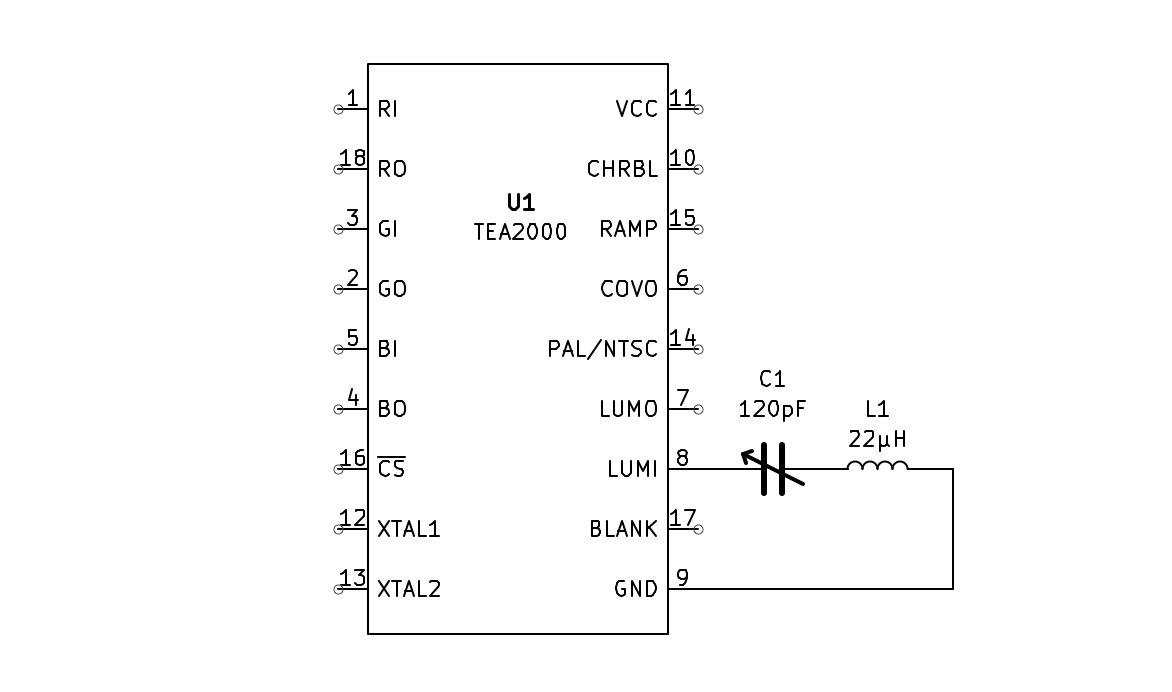 1 RI
VCC 11
18 RO
CHRBL 10
U1
TEA2000
3 GI
RAMP 15
2 GO
COVO 6
5 BI
PAL/NTSC 14
C1
120pF
L1
22µH
4 BO
LUMO 7
16 CS
LUMI 8
12 XTAL1
BLANK 17
13 XTAL2
GND 9